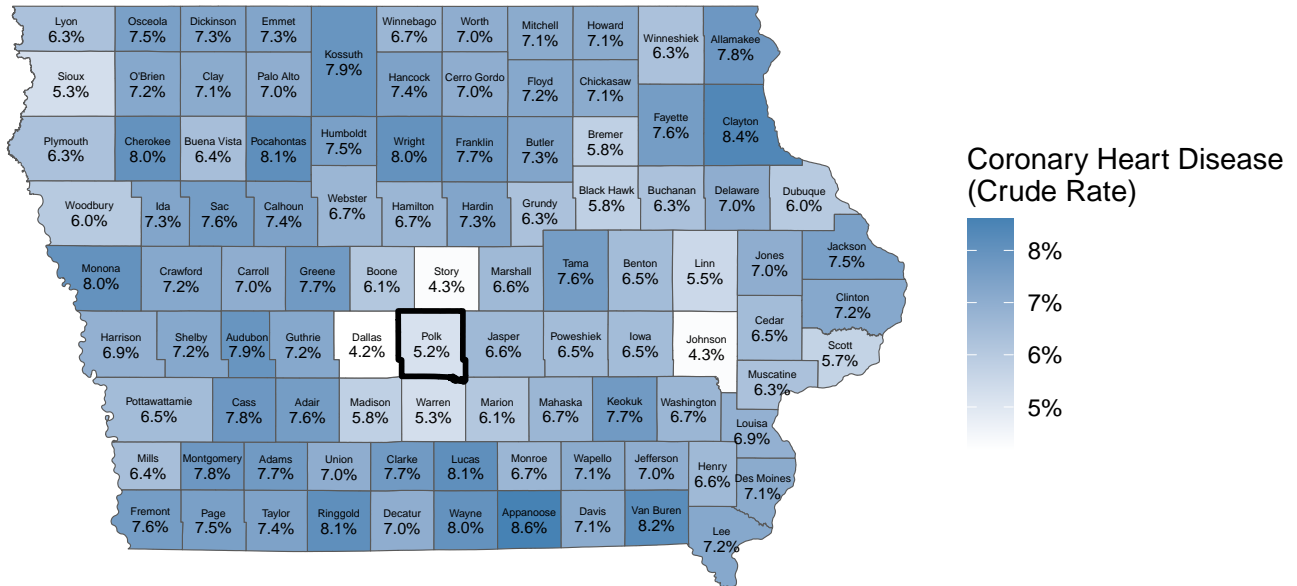 Lyon
6.3%
Osceola
7.5%
Dickinson
7.3%
Emmet
7.3%
Kossuth
7.9%
Winnebago
6.7%
Worth
7.0%
Mitchell
7.1%
Howard
7.1%
Winneshiek
6.3%
Allamakee
7.8%
Sioux
5.3%
O'Brien
7.2%
Clay
7.1%
Palo Alto
7.0%
Hancock
7.4%
Cerro Gordo
7.0%
Floyd
7.2%
Chickasaw
7.1%
Fayette
7.6%
Clayton
8.4%
Plymouth
6.3%
Cherokee
8.0%
Buena Vista
6.4%
Pocahontas
8.1%
Humboldt
7.5%
Wright
8.0%
Franklin
7.7%
Butler
7.3%
Bremer
5.8%
Woodbury
6.0%
Ida
7.3%
Sac
7.6%
Calhoun
7.4%
Webster
6.7%
Hamilton
6.7%
Hardin
7.3%
Grundy
6.3%
Black Hawk
5.8%
Buchanan
6.3%
Delaware
7.0%
Dubuque
6.0%
Monona
8.0%
Crawford
7.2%
Carroll
7.0%
Greene
7.7%
Boone
6.1%
Story
4.3%
Marshall
6.6%
Tama
7.6%
Benton
6.5%
Linn
5.5%
Jones
7.0%
Jackson
7.5%
Clinton
7.2%
Harrison
6.9%
Shelby
7.2%
Audubon
7.9%
Guthrie
7.2%
Dallas
4.2%
Polk
5.2%
Jasper
6.6%
Poweshiek
6.5%
Iowa
6.5%
Johnson
4.3%
Cedar
6.5%
Scott
5.7%
Muscatine
6.3%
Pottawattamie
6.5%
Cass
7.8%
Adair
7.6%
Madison
5.8%
Warren
5.3%
Marion
6.1%
Mahaska
6.7%
Keokuk
7.7%
Washington
6.7%
Louisa
6.9%
Mills
6.4%
Montgomery
7.8%
Adams
7.7%
Union
7.0%
Clarke
7.7%
Lucas
8.1%
Monroe
6.7%
Wapello
7.1%
Jefferson
7.0%
Henry
6.6%
Des Moines
7.1%
Fremont
7.6%
Page
7.5%
Taylor
7.4%
Ringgold
8.1%
Decatur
7.0%
Wayne
8.0%
Appanoose
8.6%
Davis
7.1%
Van Buren
8.2%
Lee
7.2%
Coronary Heart Disease
(Crude Rate)
8%
7%
6%
5%